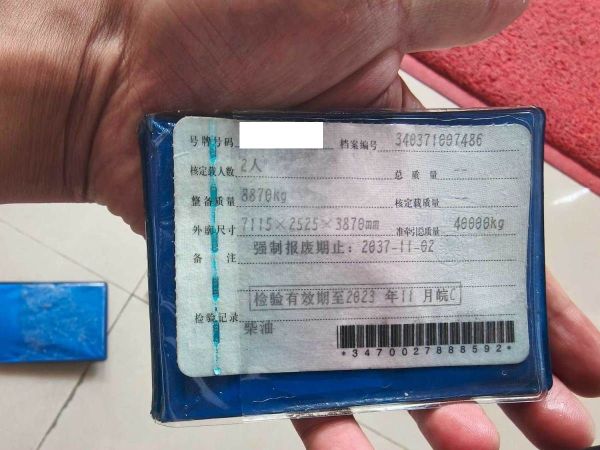 号牌号码 档案编号 340371007486
核定载人数 2人 总质量 --
整备质量 8870kg 核定载质量 --
外廓尺寸 7115×2525×3870mm 准牵引总质量 40000kg
备注 强制报废期止：2037-11-02
检验有效期至2023年11月皖C
检验记录
柴油
*3470027888592*